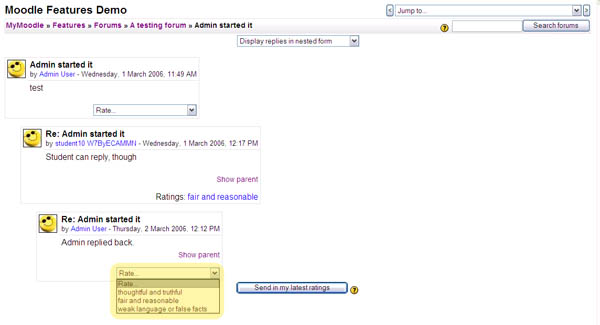 Moodle Features Demo
< Jump to... >
MyMoodle » Features » Forums » A testing forum » Admin started it
? Search forums
Display replies in nested form
Admin started it
by Admin User - Wednesday, 1 March 2006, 11:49 AM
test
Rate...
Re: Admin started it
by student10 W7ByECAMMN - Wednesday, 1 March 2006, 12:17 PM
Student can reply, though
Show parent
Ratings: fair and reasonable
Re: Admin started it
by Admin User - Thursday, 2 March 2006, 12:12 PM
Admin replied back.
Show parent
Rate...
Rate...
thoughtful and truthful
fair and reasonable
weak language or false facts
Send in my latest ratings ?